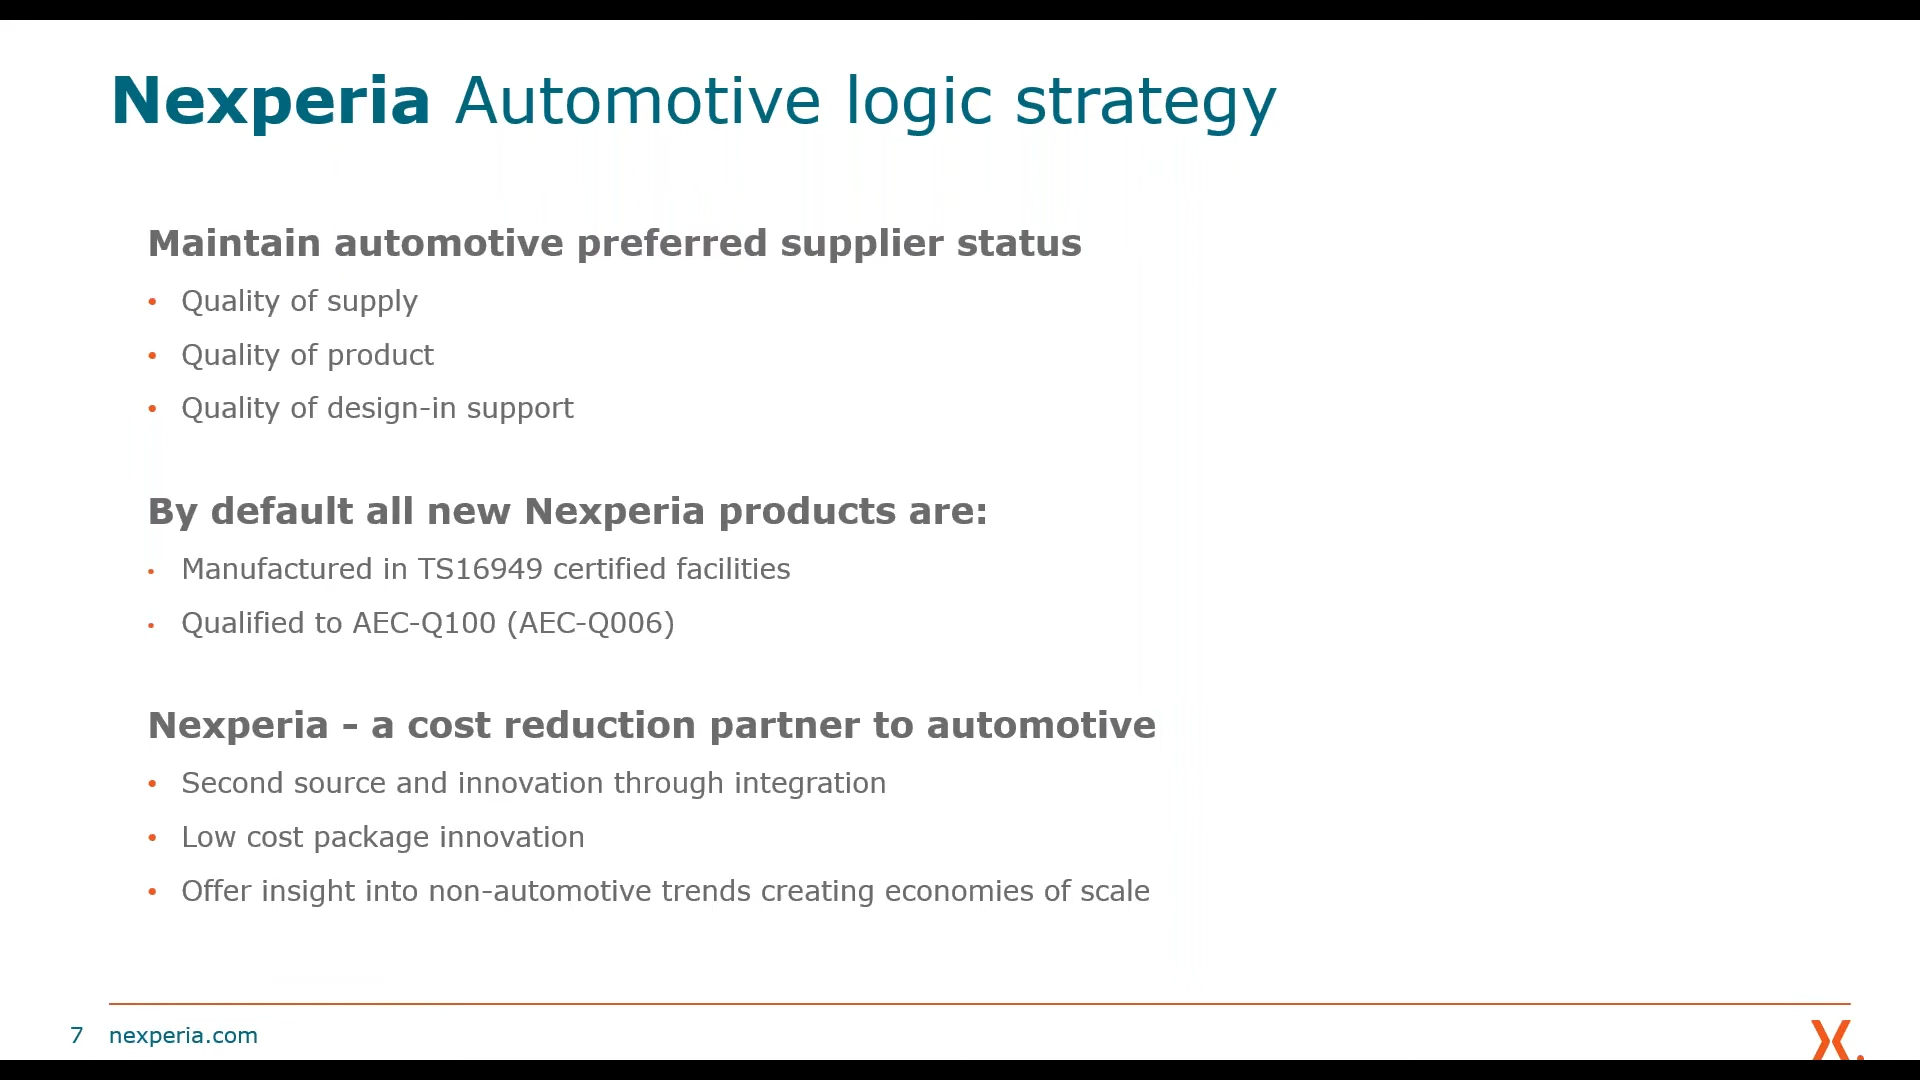 Nexperia Automotive logic strategy
Maintain automotive preferred supplier status
• Quality of supply
• Quality of product
• Quality of design-in support
By default all new Nexperia products are:
• Manufactured in TS16949 certified facilities
• Qualified to AEC-Q100 (AEC-Q006)
Nexperia - a cost reduction partner to automotive
• Second source and innovation through integration
• Low cost package innovation
• Offer insight into non-automotive trends creating economies of scale
7 nexperia.com